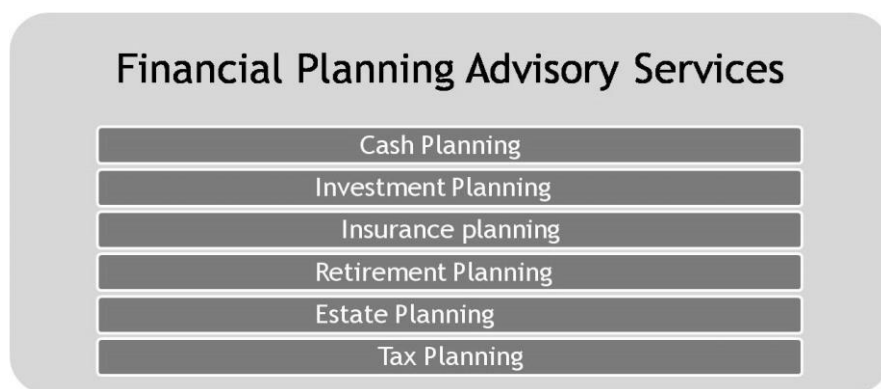 Financial Planning Advisory Services
Cash Planning
Investment Planning
Insurance planning
Retirement Planning
Estate Planning
Tax Planning